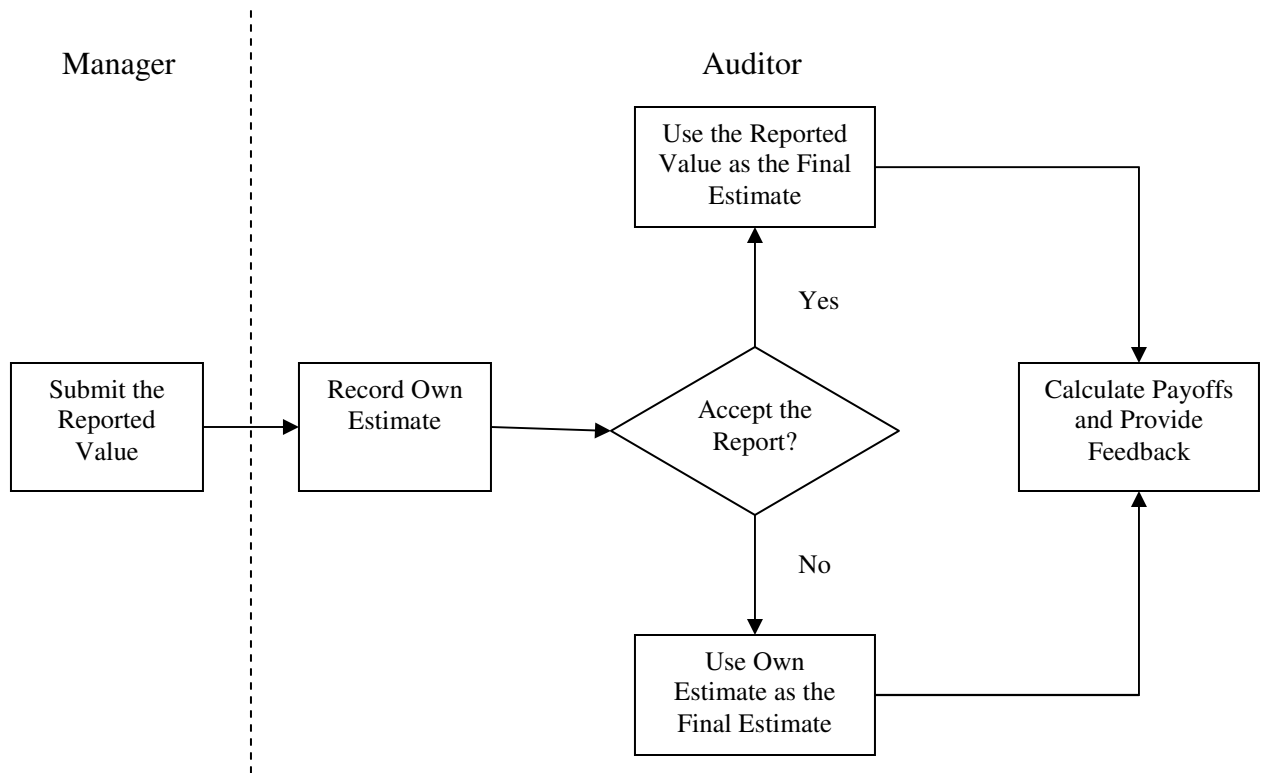 Manager
Auditor
Use the Reported
Value as the Final
Estimate
Yes
Submit the
Reported
Value
Record Own
Estimate
Accept the
Report?
Calculate Payoffs
and Provide
Feedback
No
Use Own
Estimate as the
Final Estimate